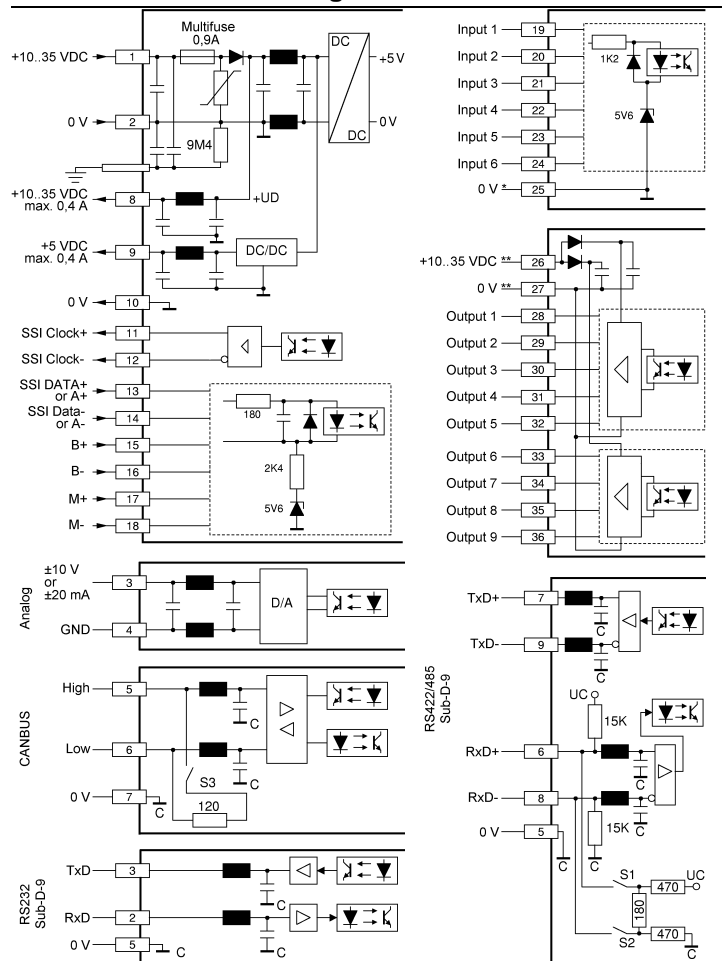 Multifuse
0,9A
+10..35 VDC
1
DC
DC
+5 V
0 V
0 V
2
9M4
+10..35 VDC
max. 0,4 A
8
+UD
+5 VDC
max. 0,4 A
9
DC/DC
0 V
10
SSI Clock+
11
SSI Clock-
12
SSI DATA+
or A+
13
SSI Data-
or A-
14
B+
15
B-
16
M+
17
M-
18
180
2K4
5V6
Input 1
19
Input 2
20
Input 3
21
Input 4
22
Input 5
23
Input 6
24
0 V *
25
1K2
5V6
+10..35 VDC **
26
0 V **
27
Output 1
28
Output 2
29
Output 3
30
Output 4
31
Output 5
32
Output 6
33
Output 7
34
Output 8
35
Output 9
36
Analog
±10 V
or
±20 mA
3
GND
4
D/A
CANBUS
High
5
C
Low
6
C
S3
0 V
7
C
120
RS232
Sub-D-9
TxD
3
C
RxD
2
C
0 V
5
C
RS422/485
Sub-D-9
TxD+
7
C
TxD-
9
C
UC
15K
RxD+
6
C
RxD-
8
C
15K
0 V
5
C
C
S1
470
UC
180
S2
470
C